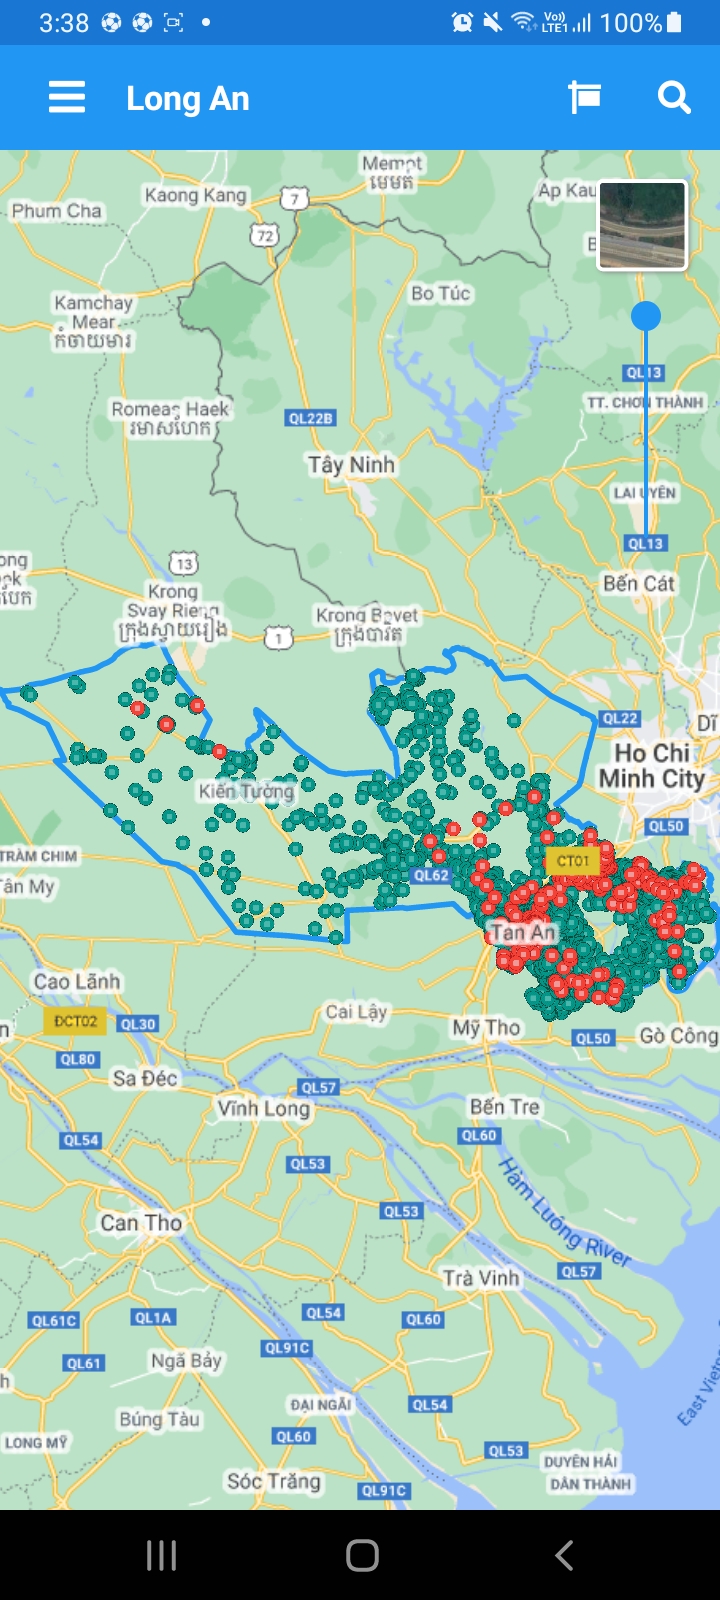 3:38
Vo))
LTE1
100%
Long An
Memot
មេមត់
Kaong Kang
7
Ap Kau
Phum Cha
72
B
Bo Túc
Kamchay
Mear
កំចាយមារ
QL13
TT. CHƠN THÀNH
Romeas Haek
រមាសហែក
QL22B
Tây Ninh
LAI UYÊN
QL13
13
Bến Cát
Krong
Svay Rieng
ក្រុងស្វាយរៀង
Krong Bavet
ក្រុងបាវិត
1
QL22
Dĩ
Ho Chi
Minh City
Kiến Tường
QL50
TRÀM CHIM
CT01
Tân My
QL62
Tan An
Cao Lãnh
Cai Lậy
ĐCT02
QL30
Mỹ Tho
QL50
Gò Công
QL80
Sa Đéc
QL57
Vĩnh Long
Bến Tre
QL54
QL60
QL53
Hàm Luông River
Can Tho
QL53
Trà Vinh
QL57
QL61C
QL1A
QL54
QL60
QL91C
QL61
Ngã Bảy
East Vietn
ĐẠI NGÃI
QL54
Búng Tàu
QL60
LONG MỸ
QL53
DUYÊN HẢI
DÂN THÀNH
Sóc Trăng
QL91C